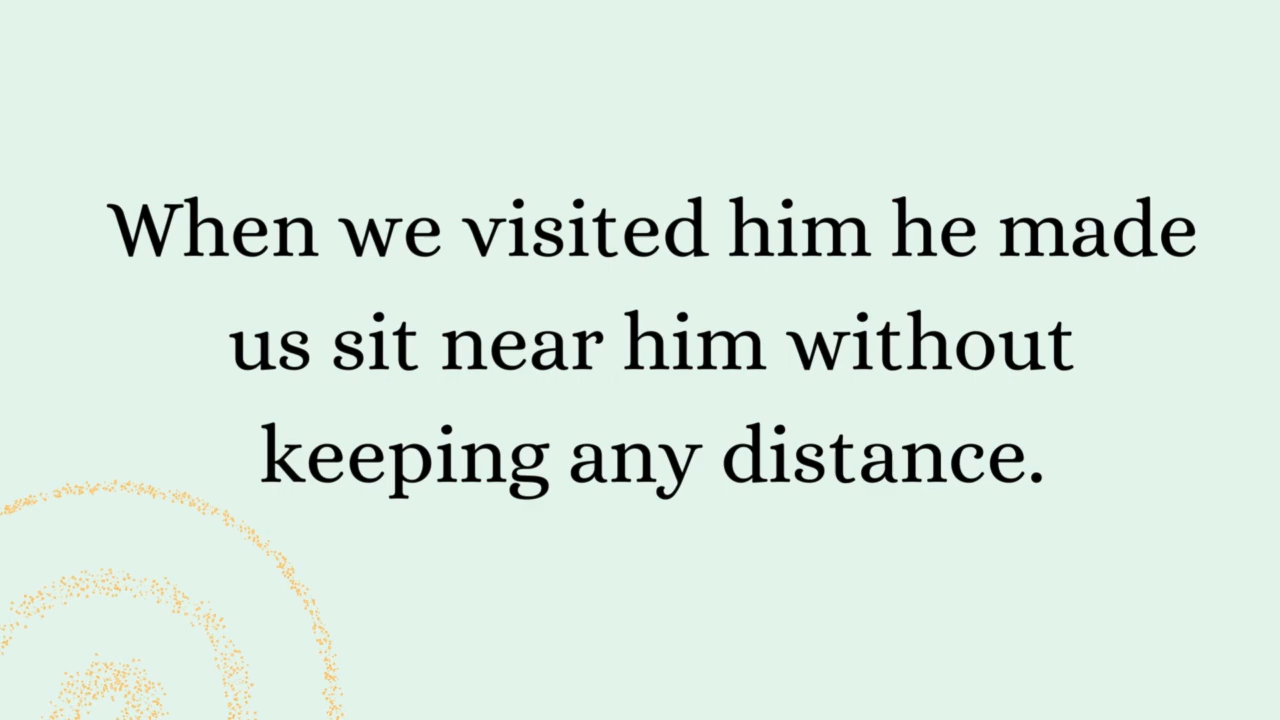 When we visited him he made
us sit near him without
keeping any distance.